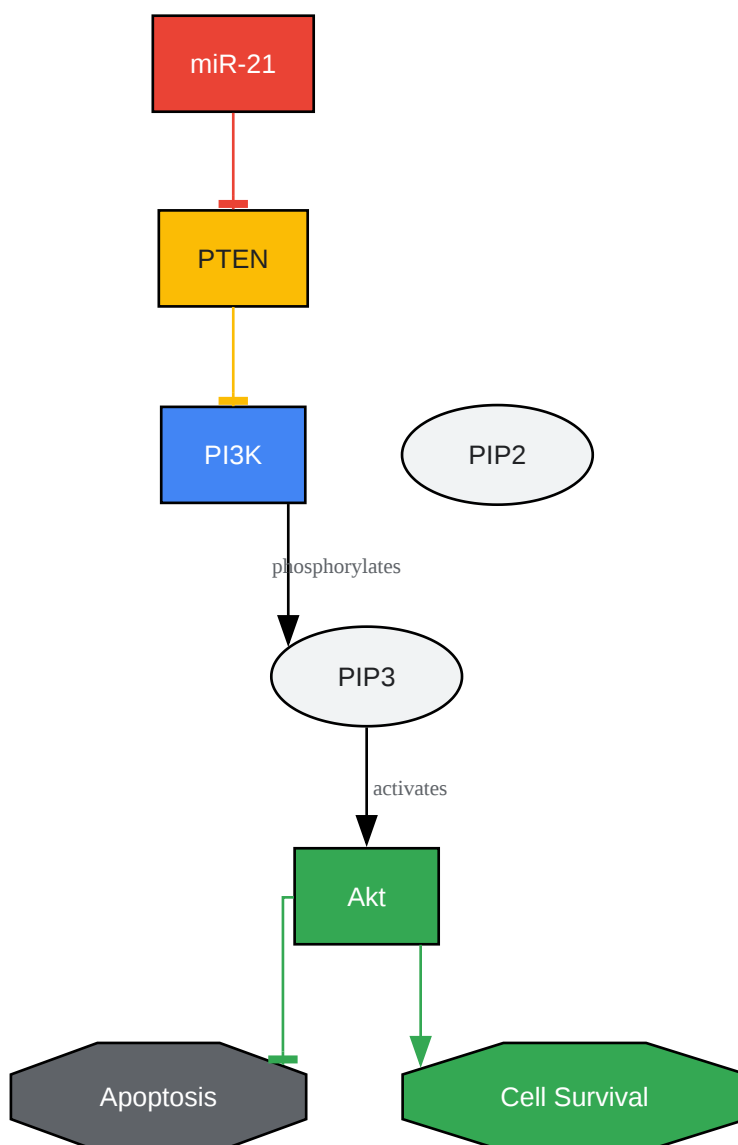 miR-21
PTEN
PI3K
PIP2
phosphorylates
PIP3
activates
Akt
Apoptosis
Cell Survival